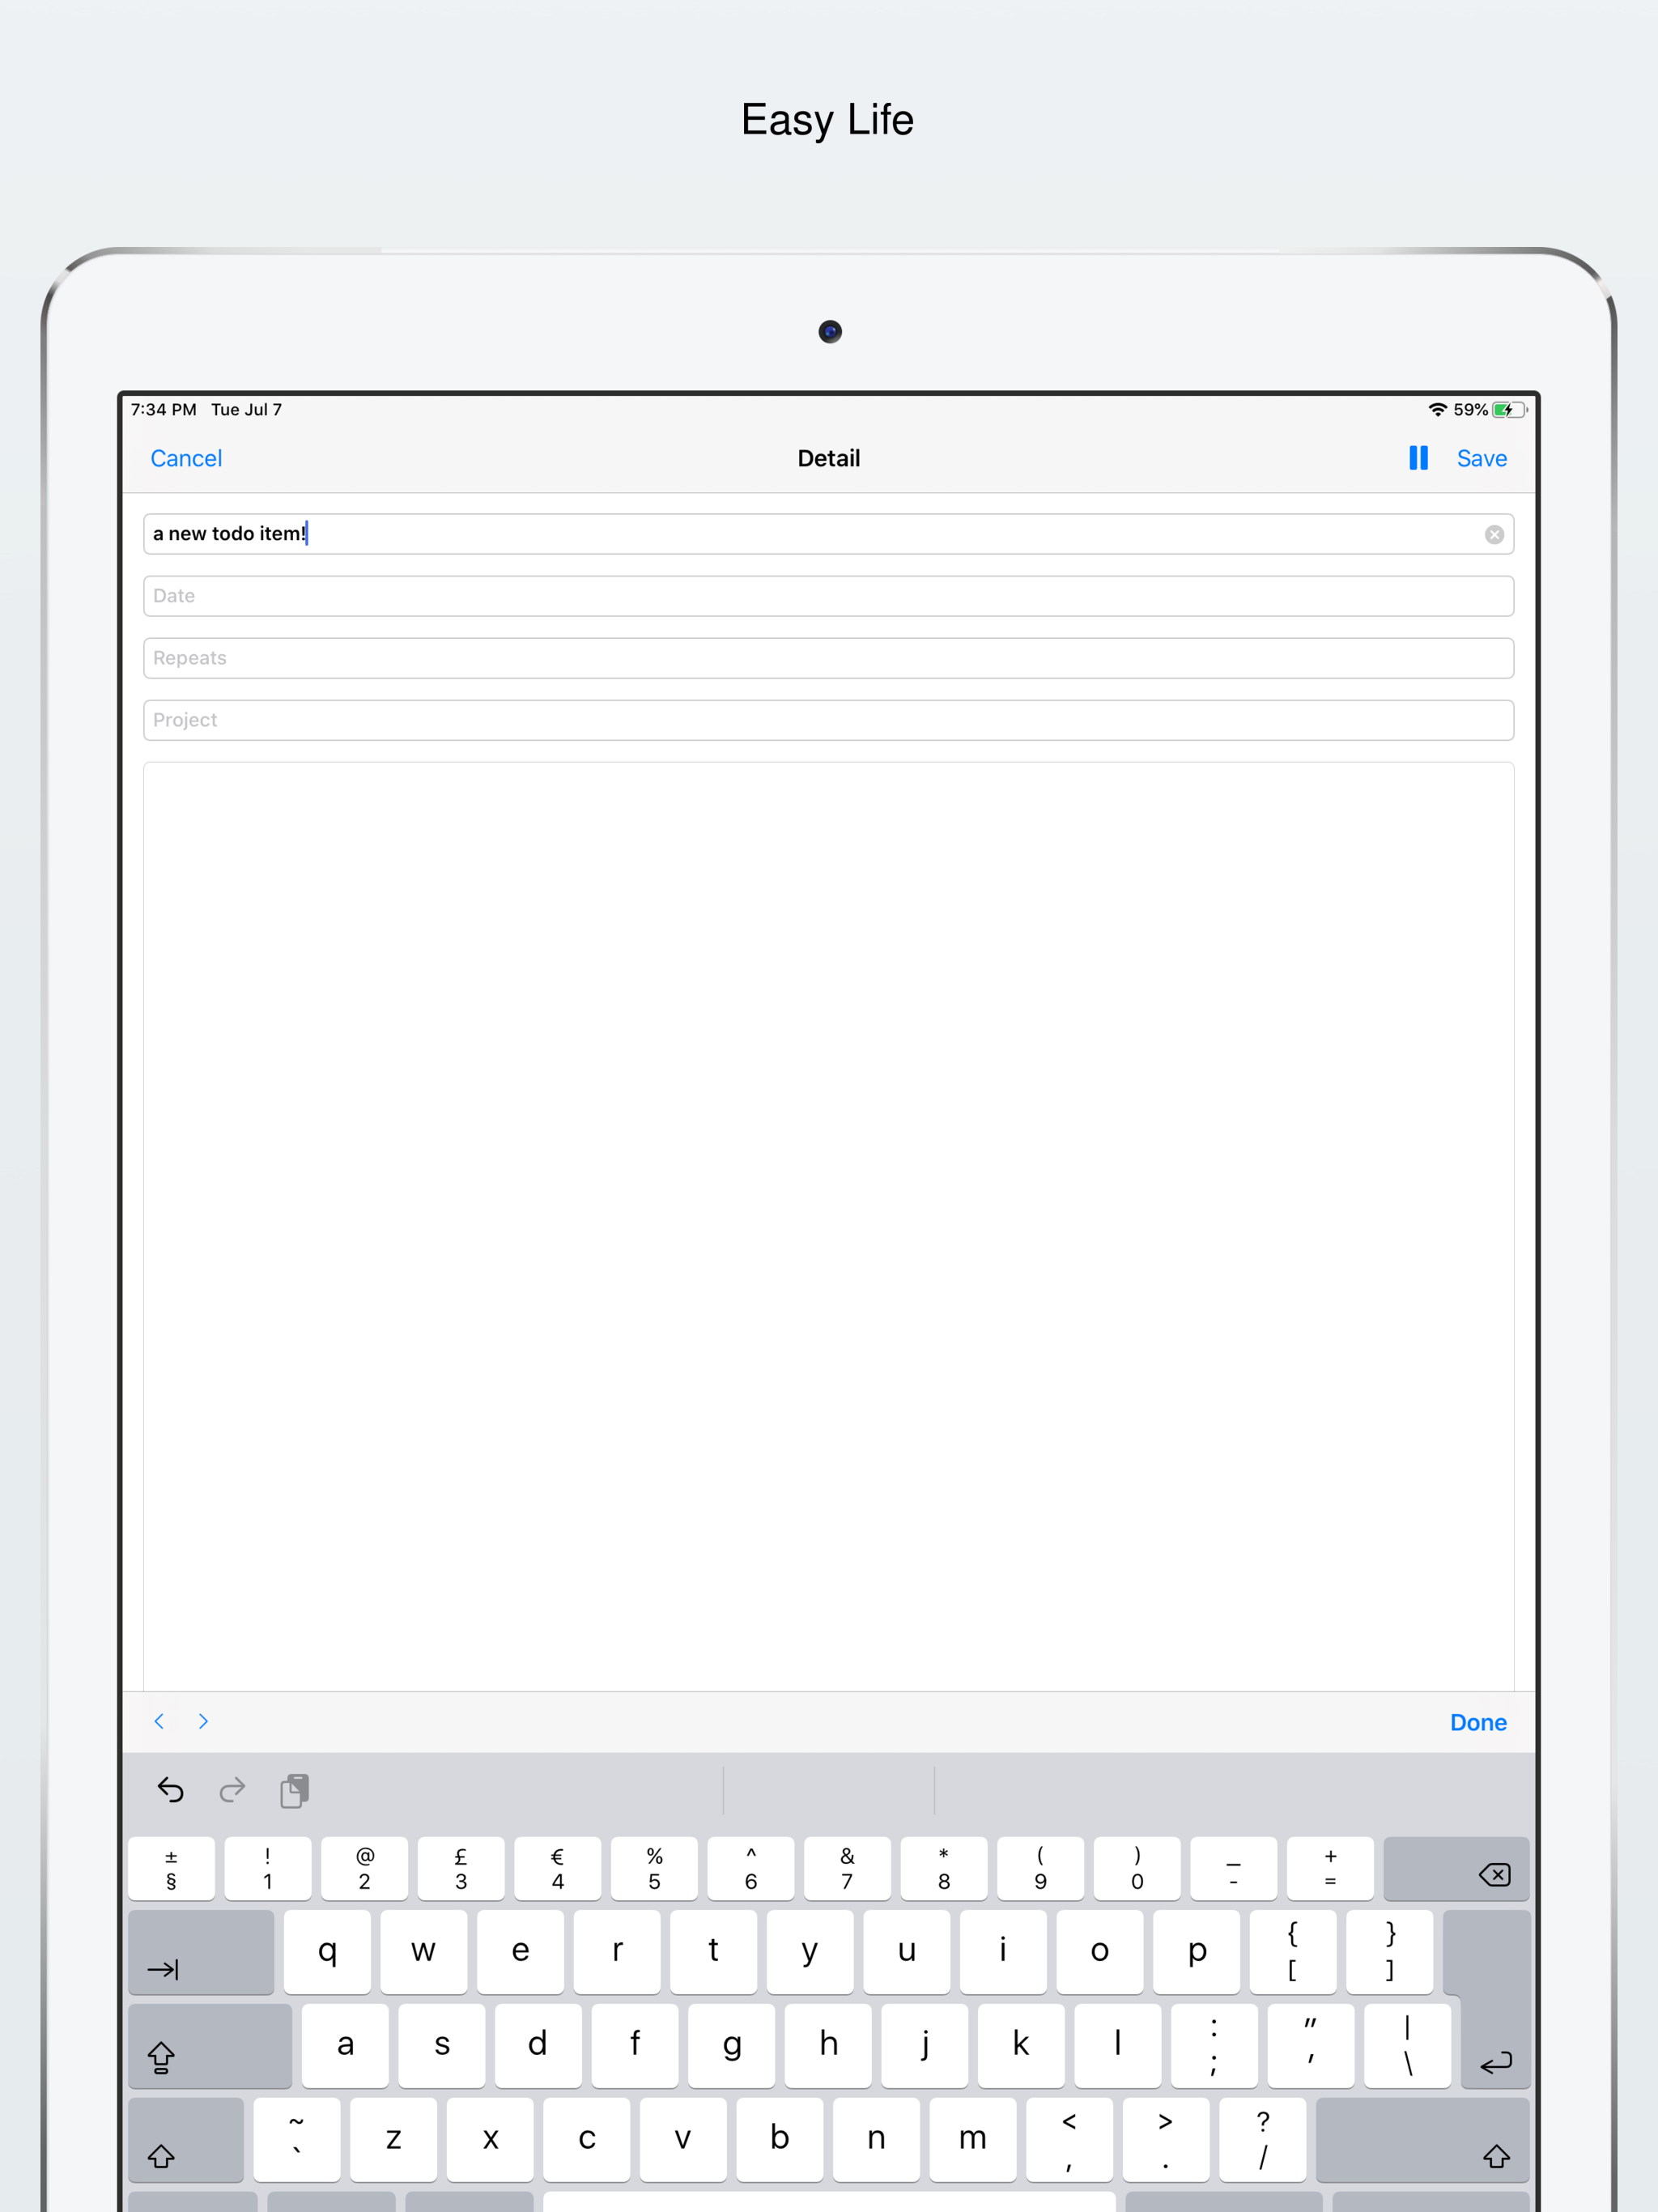 Easy Life
7:34 PM Tue Jul 7 59%
Cancel Detail Save
a new todo item!
Date
Repeats
Project
Done
± ! @ £ € % ^ & * ( ) _ +
§ 1 2 3 4 5 6 7 8 9 0 - =
q w e r t y u i o p { }
[ ]
a s d f g h j k l : " |
; ' \
~ z x c v b n m < > ?
` , . /